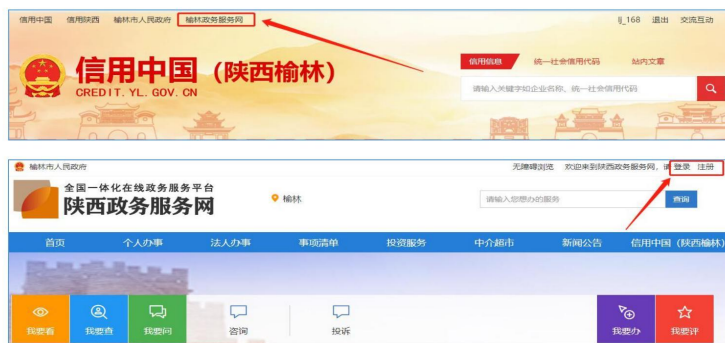 信用中国 信用陕西 榆林市人民政府 榆林政务服务网 lj_168 退出 交流互动
信用中国（陕西榆林）
CREDIT. YL. GOV. CN
信用信息 统一社会信用代码 站内文章
请输入关键字如企业名称、统一社会信用代码
榆林市人民政府 无障碍浏览 欢迎来到陕西政务服务网，请 登录 注册
全国一体化在线政务服务平台
陕西政务服务网 榆林 请输入您想办的服务 查询
首页 个人办事 法人办事 事项清单 投资服务 中介超市 新闻公告 信用中国（陕西榆林）
我要看 我要查 我要问 咨询 投诉 我要办 我要评